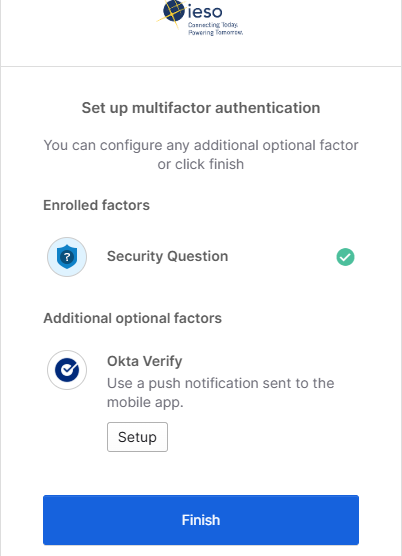 ieso
Connecting Today.
Powering Tomorrow.
Set up multifactor authentication
You can configure any additional optional factor
or click finish
Enrolled factors
?
Security Question
Additional optional factors
Okta Verify
Use a push notification sent to the
mobile app.
Setup
Finish